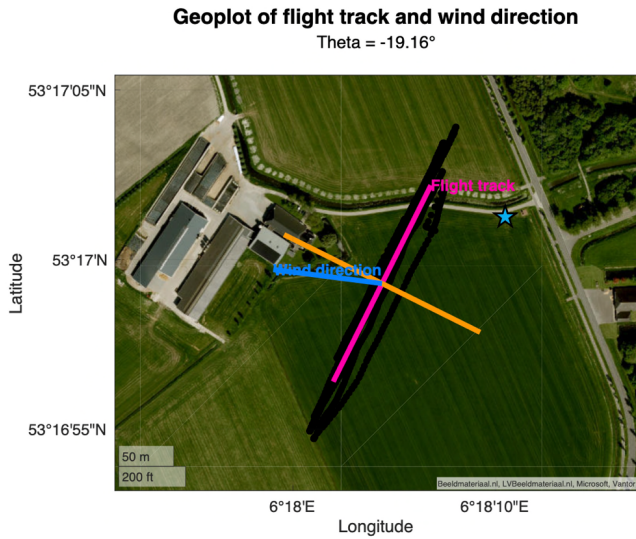 Geoplot of flight track and wind direction
Theta = -19.16°
53°17'05"N
Flight track
53°17'N
Wind direction
Latitude
53°16'55"N
50 m
200 ft
Beeldmateriaal.nl, LVBeeldmateriaal.nl, Microsoft, Vantor
6°18'E
6°18'10"E
Longitude